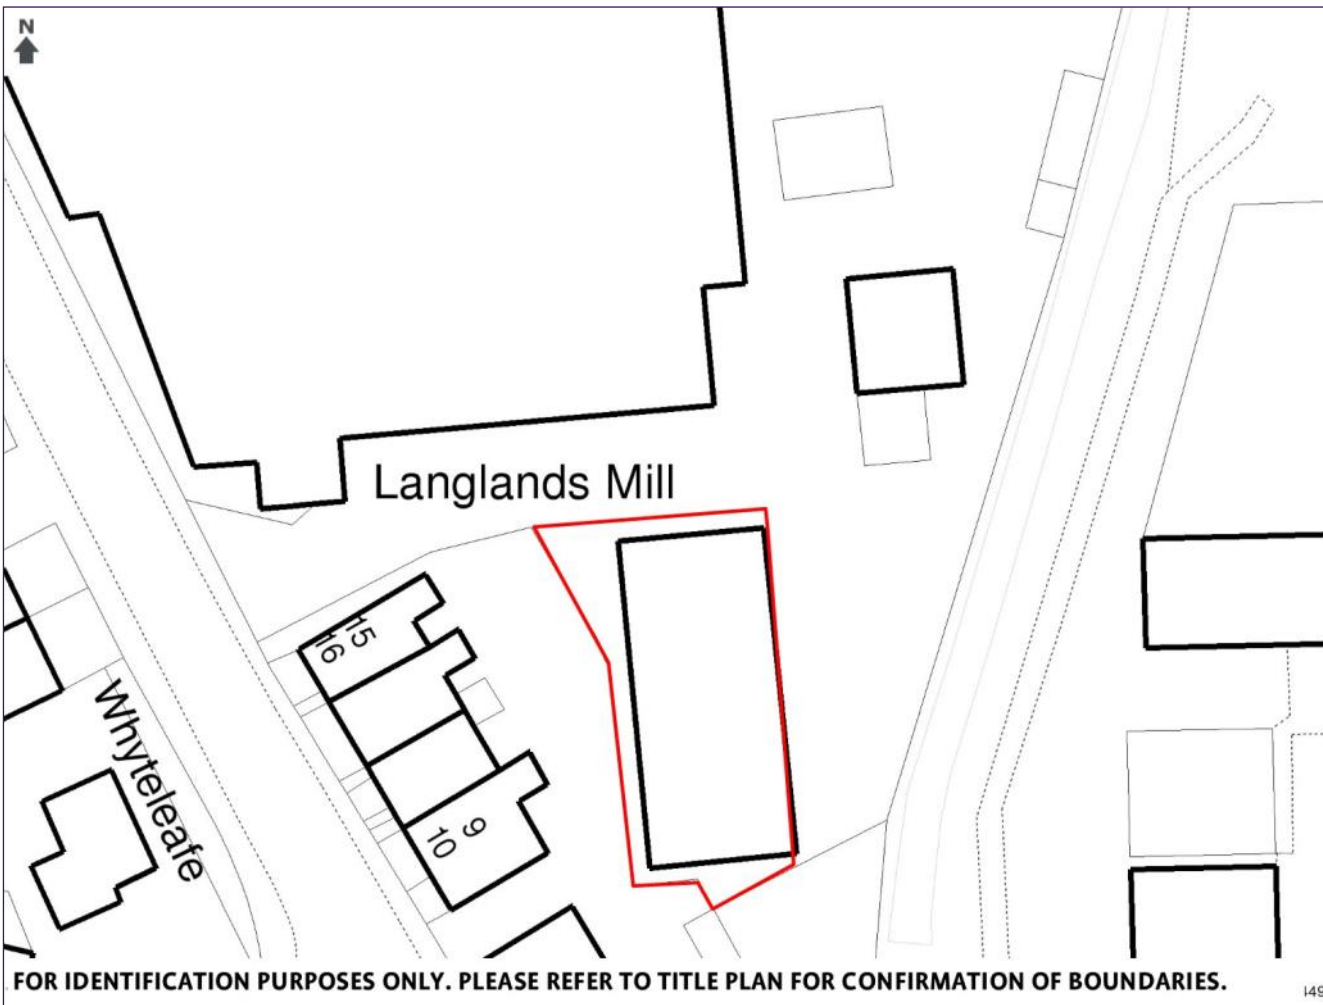 N
Langlands Mill
15
16
Whyteleafe
9
10
FOR IDENTIFICATION PURPOSES ONLY. PLEASE REFER TO TITLE PLAN FOR CONFIRMATION OF BOUNDARIES.